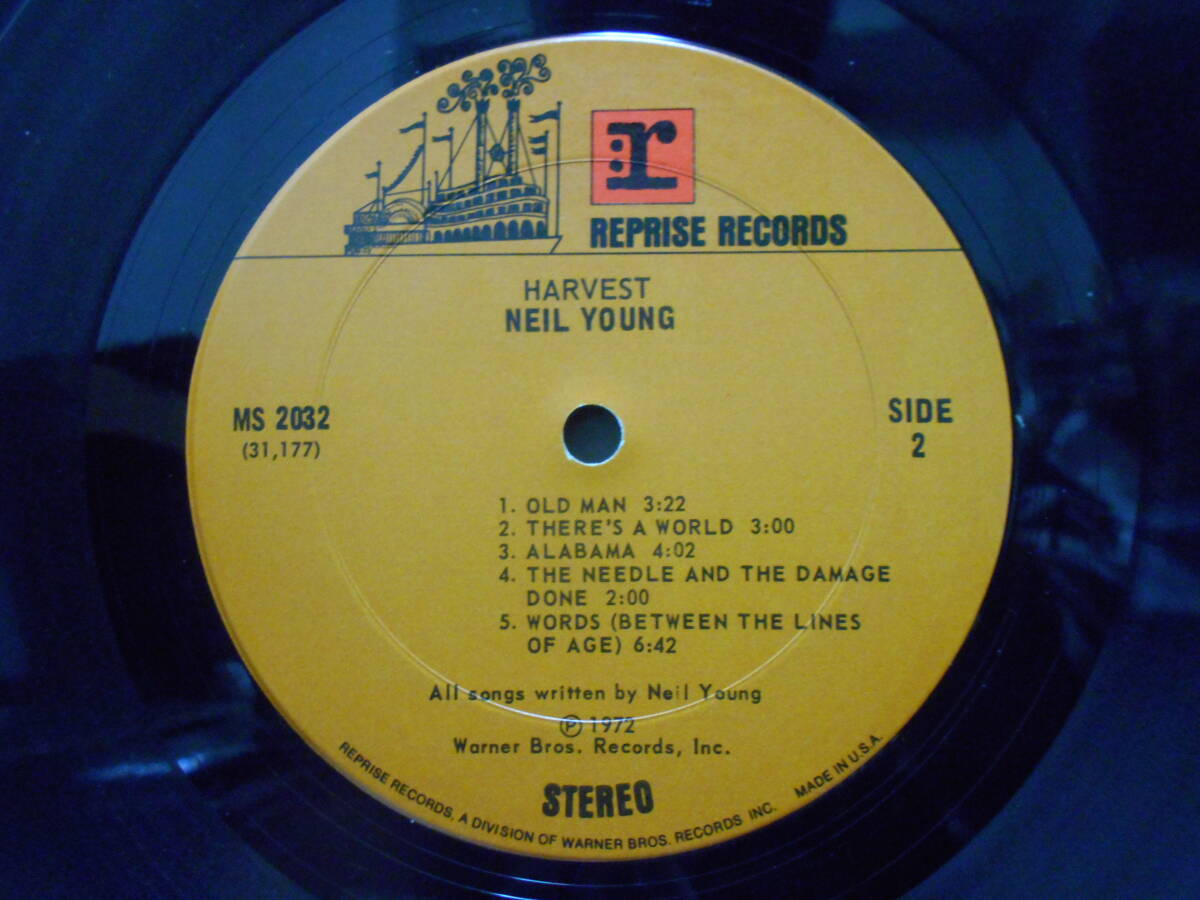 r
REPRISE RECORDS
HARVEST
NEIL YOUNG
MS 2032
(31,177)
SIDE
2
1. OLD MAN 3:22
2. THERE'S A WORLD 3:00
3. ALABAMA 4:02
4. THE NEEDLE AND THE DAMAGE
DONE 2:00
5. WORDS (BETWEEN THE LINES
OF AGE) 6:42
All songs written by Neil Young
Ⓟ 1972
Warner Bros. Records, Inc.
STEREO
REPRISE RECORDS, A DIVISION OF WARNER BROS. RECORDS INC. MADE IN U.S.A.